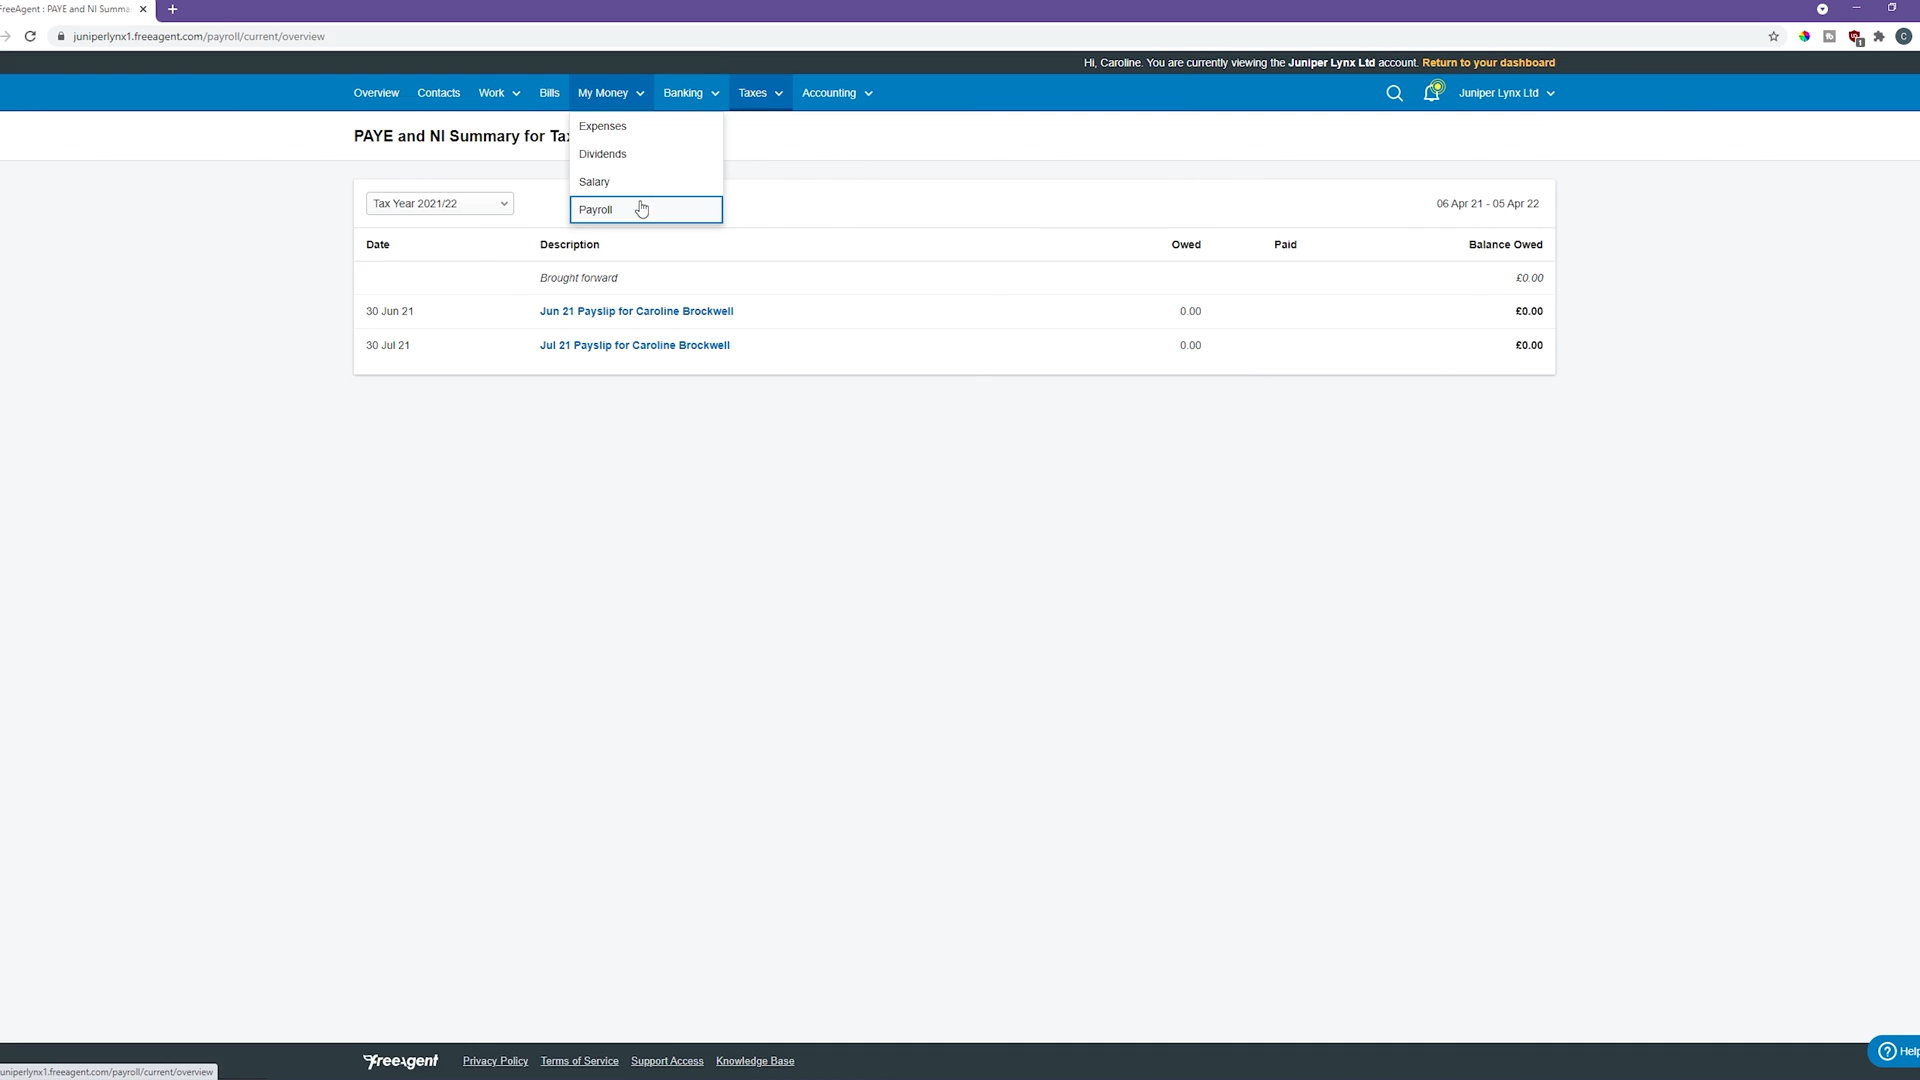 FreeAgent : PAYE and NI Summa
juniperlynx1.freeagent.com/payroll/current/overview
1
C
Hi, Caroline. You are currently viewing the Juniper Lynx Ltd account. Return to your dashboard
Overview Contacts Work Bills My Money Banking Taxes Accounting Juniper Lynx Ltd
PAYE and NI Summary for Ta
Expenses
Dividends
Salary
Payroll
Tax Year 2021/22 06 Apr 21 - 05 Apr 22
Date Description Owed Paid Balance Owed
Brought forward £0.00
30 Jun 21 Jun 21 Payslip for Caroline Brockwell 0.00 £0.00
30 Jul 21 Jul 21 Payslip for Caroline Brockwell 0.00 £0.00
FreeAgent Privacy Policy Terms of Service Support Access Knowledge Base
? Help
uniperlynx1.freeagent.com/payroll/current/overview